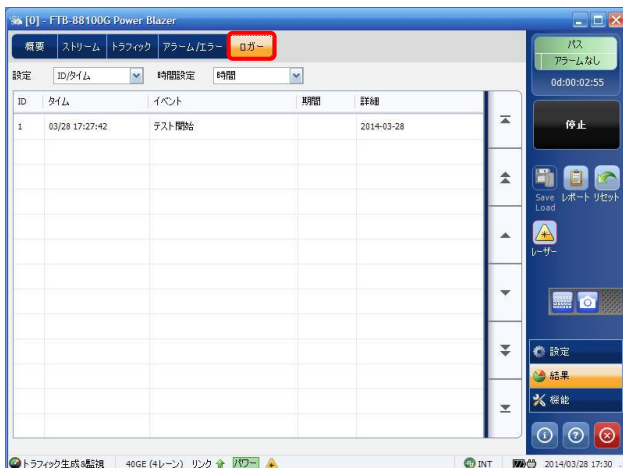 [0] - FTB-88100G Power Blazer
概要 ストリーム トラフィック アラーム/エラー ロガー
設定 ID/タイム 時間設定 時間
ID タイム イベント 期間 詳細
1 03/28 17:27:42 テスト開始 2014-03-28
パス
アラームなし
0d:00:02:55
停止
Save
Load
レポート リセット
レーザー
設定
結果
機能
トラフィック生成&監視 40GE (4レーン) リンク パワー INT 2014/03/28 17:30